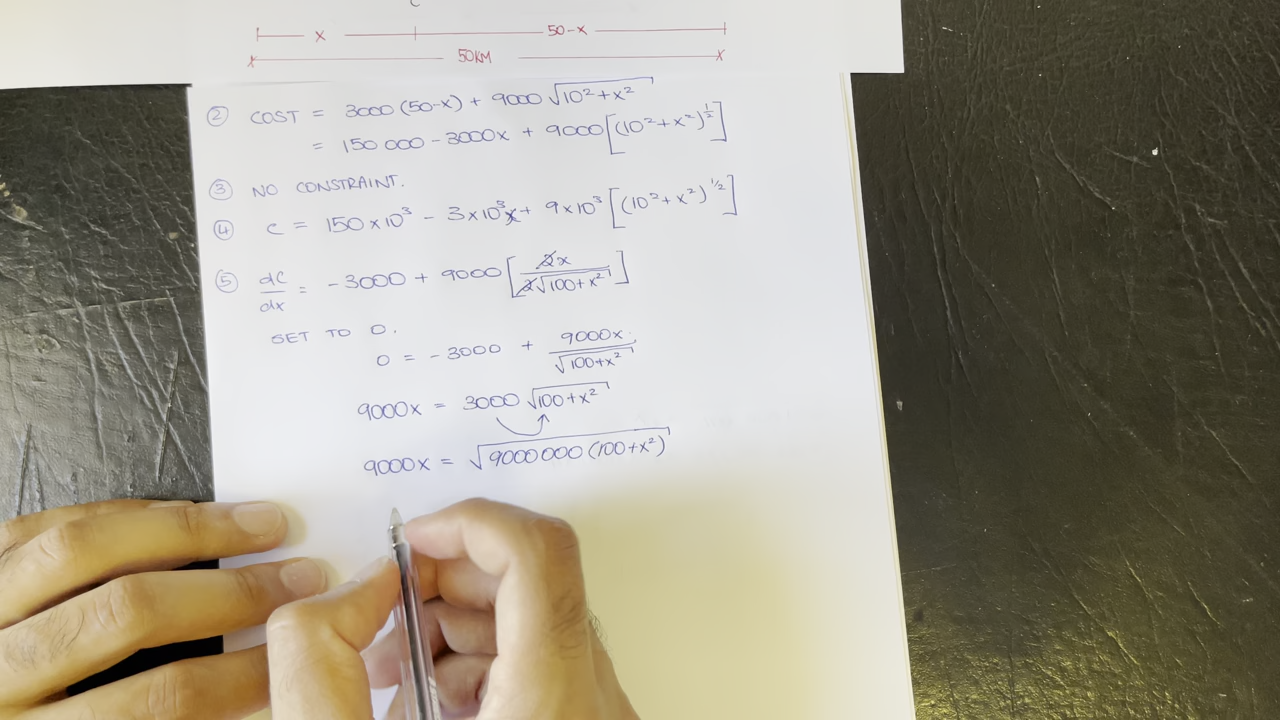 x 50-x
50KM
② COST = 3000 (50-x) + 9000 √(10² + x²)
= 150 000 - 3000x + 9000 [(10² + x²)^½]
③ NO CONSTRAINT.
④ C = 150 x 10³ - 3 x 10³x + 9 x 10³ [(10² + x²)^1/2]
⑤ dC/dx = -3000 + 9000 [2x / 2√(100 + x²)]
SET TO 0.
0 = -3000 + 9000x / √(100+x²)
9000x = 3000 √(100+x²)
9000x = √(9000 000 (100+x²))